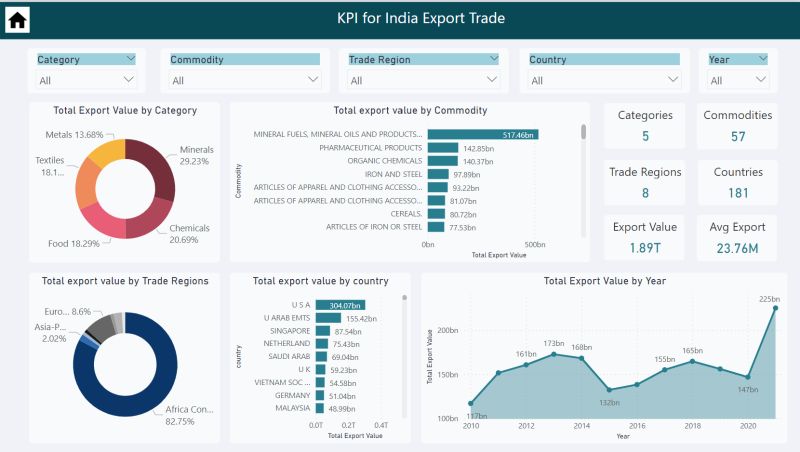 KPI for India Export Trade
Category
All
Commodity
All
Trade Region
All
Country
All
Year
All
Total Export Value by Category
Metals 13.68%
Minerals
29.23%
Textiles
18.1...
Food 18.29%
Chemicals
20.69%
Total export value by Commodity
Commodity
MINERAL FUELS, MINERAL OILS AND PRODUCTS... 517.46bn
PHARMACEUTICAL PRODUCTS 142.85bn
ORGANIC CHEMICALS 140.37bn
IRON AND STEEL 97.89bn
ARTICLES OF APPAREL AND CLOTHING ACCESSO... 93.22bn
ARTICLES OF APPAREL AND CLOTHING ACCESSO... 81.07bn
CEREALS. 80.72bn
ARTICLES OF IRON OR STEEL 77.53bn
0bn 500bn
Total Export Value
Categories
5
Commodities
57
Trade Regions
8
Countries
181
Export Value
1.89T
Avg Export
23.76M
Total export value by Trade Regions
Euro... 8.6%
Asia-P...
2.02%
Africa Con...
82.75%
Total export value by country
country
U S A 304.07bn
U ARAB EMTS 155.42bn
SINGAPORE 87.54bn
NETHERLAND 75.43bn
SAUDI ARAB 69.04bn
U K 59.23bn
VIETNAM SOC ... 54.58bn
GERMANY 51.04bn
MALAYSIA 48.99bn
0.0T 0.2T 0.4T
Total Export Value
Total Export Value by Year
Total Export Value
200bn
150bn
100bn
117bn
161bn
173bn
168bn
132bn
155bn
165bn
147bn
225bn
2010 2012 2014 2016 2018 2020
Year